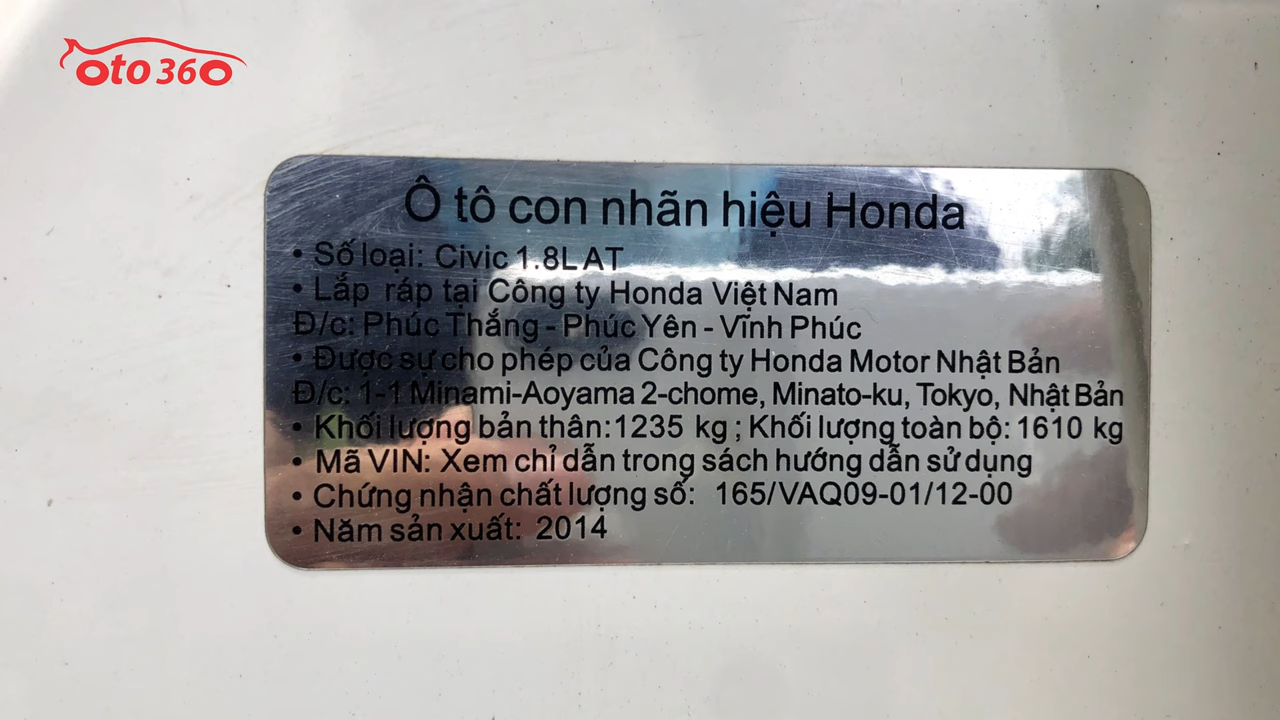 oto 360
Ô tô con nhãn hiệu Honda
• Số loại: Civic 1.8L AT
• Lắp ráp tại Công ty Honda Việt Nam
Đ/c: Phúc Thắng - Phúc Yên - Vĩnh Phúc
• Được sự cho phép của Công ty Honda Motor Nhật Bản
Đ/c: 1-1 Minami-Aoyama 2-chome, Minato-ku, Tokyo, Nhật Bản
• Khối lượng bản thân: 1235 kg ; Khối lượng toàn bộ: 1610 kg
• Mã VIN: Xem chỉ dẫn trong sách hướng dẫn sử dụng
• Chứng nhận chất lượng số: 165/VAQ09-01/12-00
• Năm sản xuất: 2014